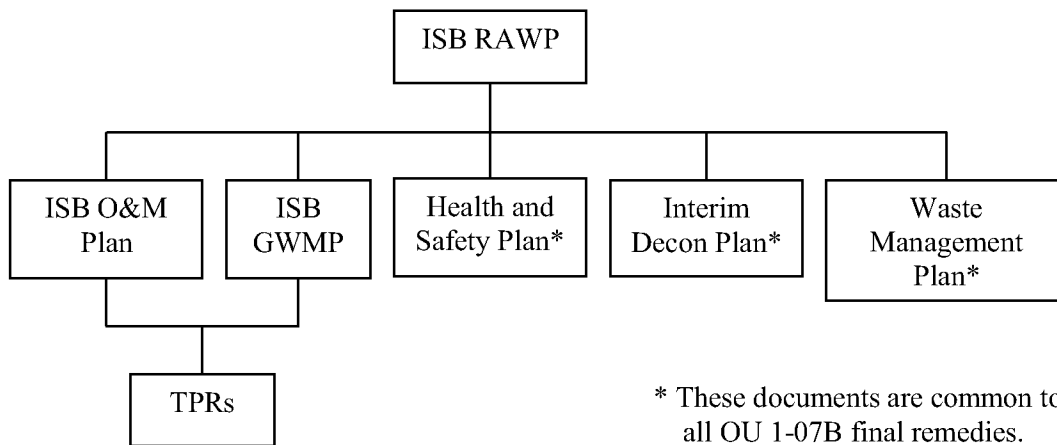 ISB RAWP
ISB O&M
Plan
ISB
GWMP
Health and
Safety Plan*
Interim
Decon Plan*
Waste
Management
Plan*
TPRs
* These documents are common to
all OU 1-07B final remedies.